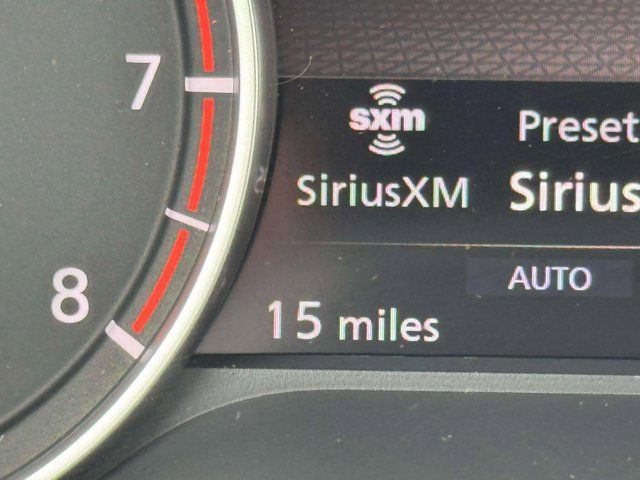 7
8
sxm
SiriusXM
Preset
Sirius
AUTO
15 miles